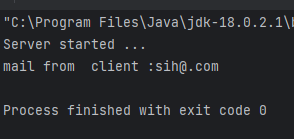 "C:\Program Files\Java\jdk-18.0.2.1\
Server started ...
mail from  client :sih@.com
Process finished with exit code 0